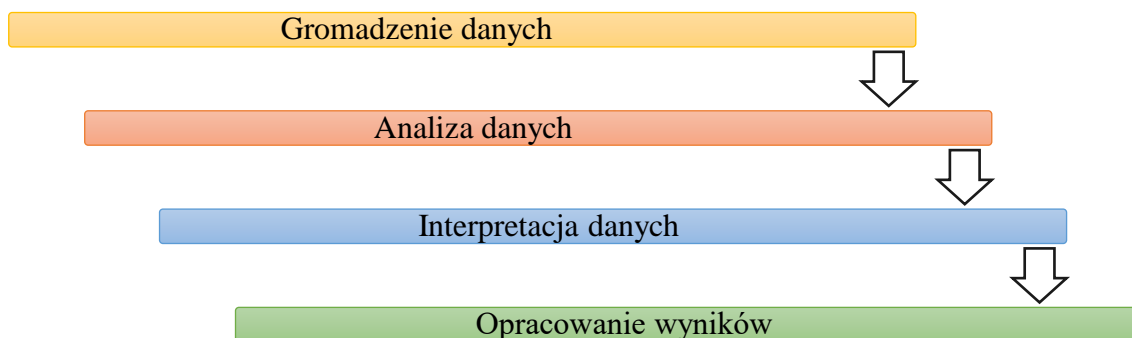 Gromadzenie danych
Analiza danych
Interpretacja danych
Opracowanie wyników